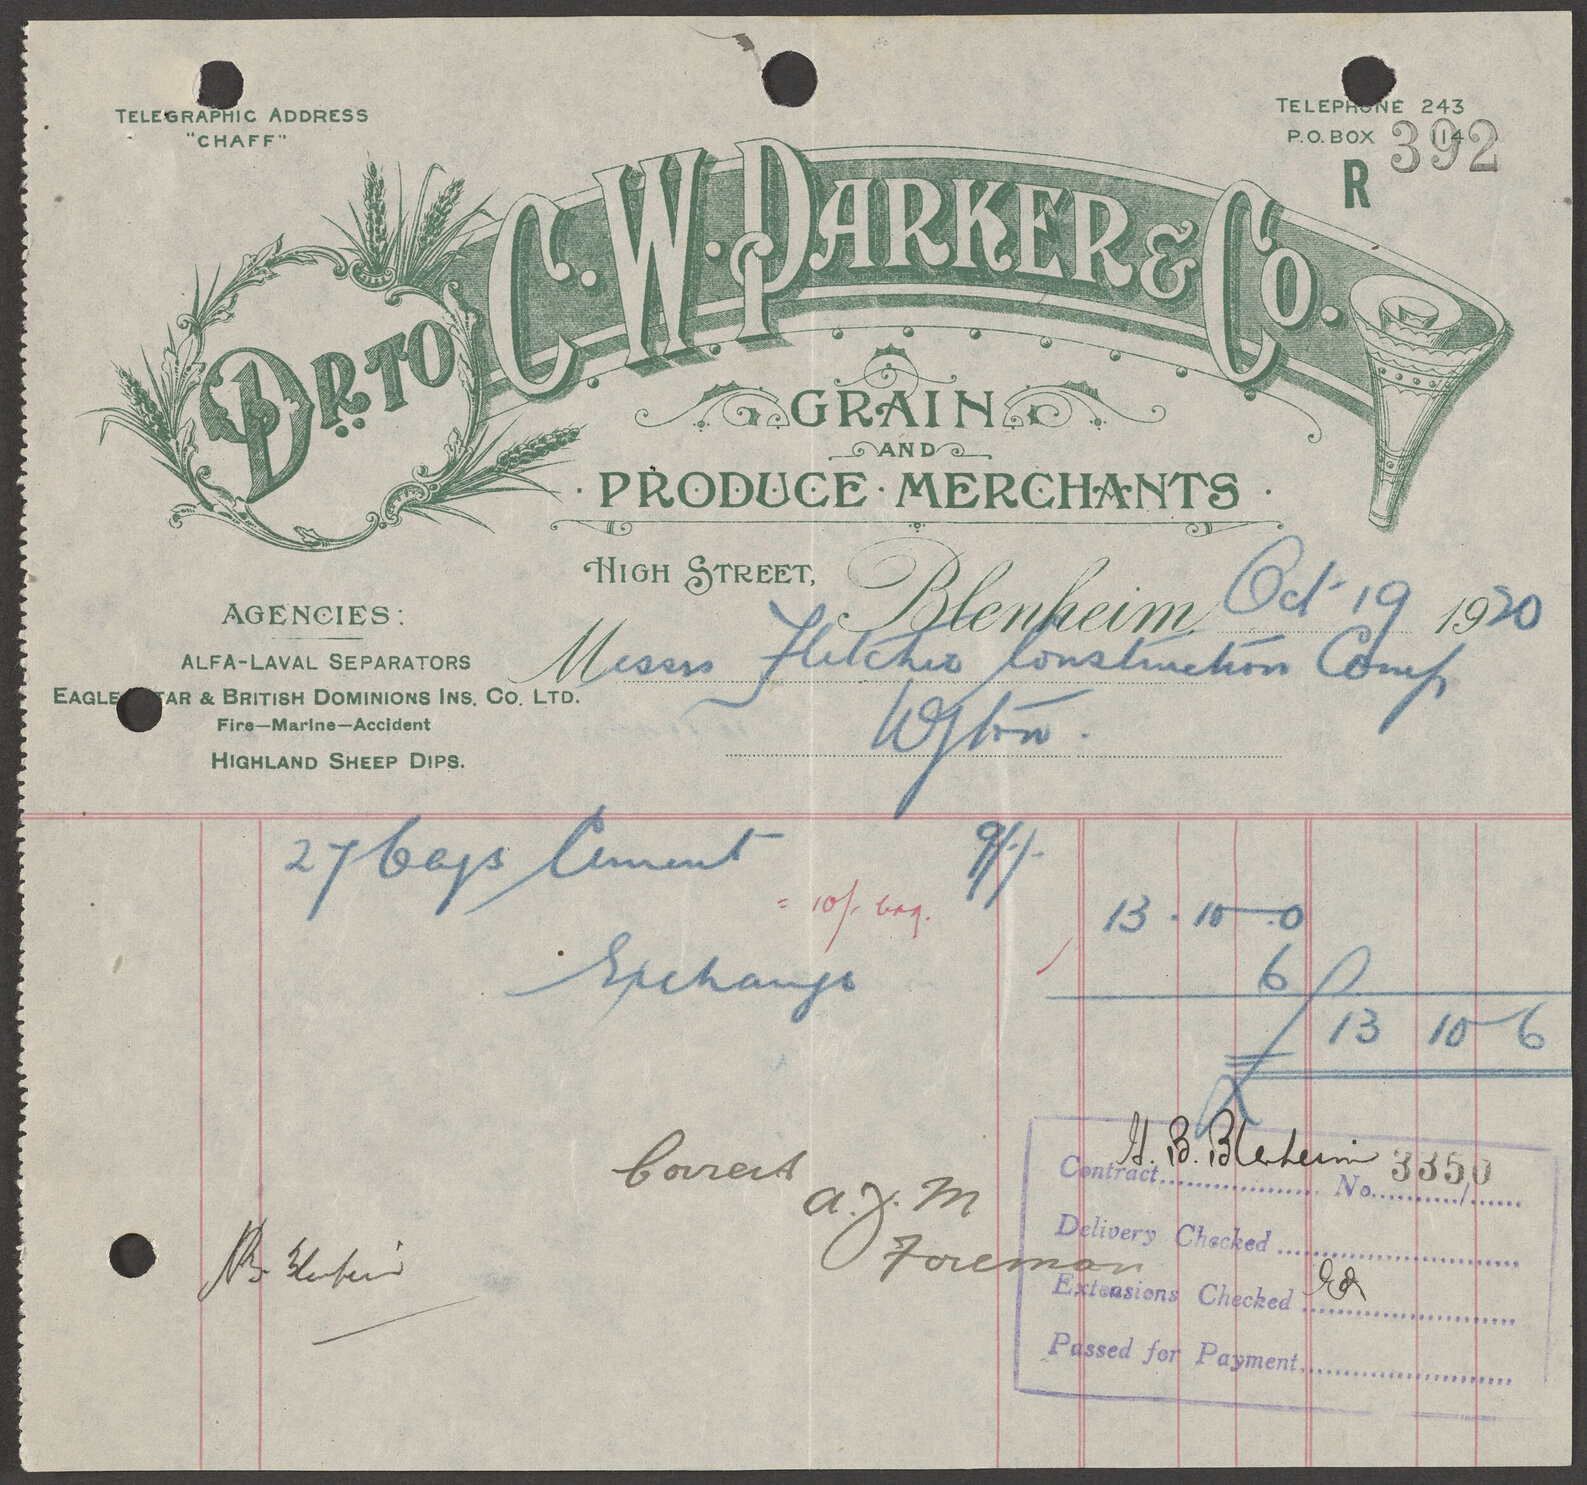 TELEGRAPHIC ADDRESS
"CHAFF"
TELEPHONE 243
P.O. BOX 114
R 392
DR. TO
C. W. PARKER & CO.
GRAIN
AND
PRODUCE MERCHANTS
HIGH STREET, Blenheim Oct 19 1920
AGENCIES:
ALFA-LAVAL SEPARATORS
EAGLE STAR & BRITISH DOMINIONS INS. CO. LTD.
Fire—Marine—Accident
HIGHLAND SHEEP DIPS.
Messrs Fletcher Construction Comp
Wgton.
27 bags Cement
= 10/- bag.
13 . 10 - 0
Exchange 6
13 10 - 6
Correct
A. J. M
Foreman
B. Blenheim
Contract H. B. Blenheim No. 3350
Delivery Checked
Extensions Checked
Passed for Payment